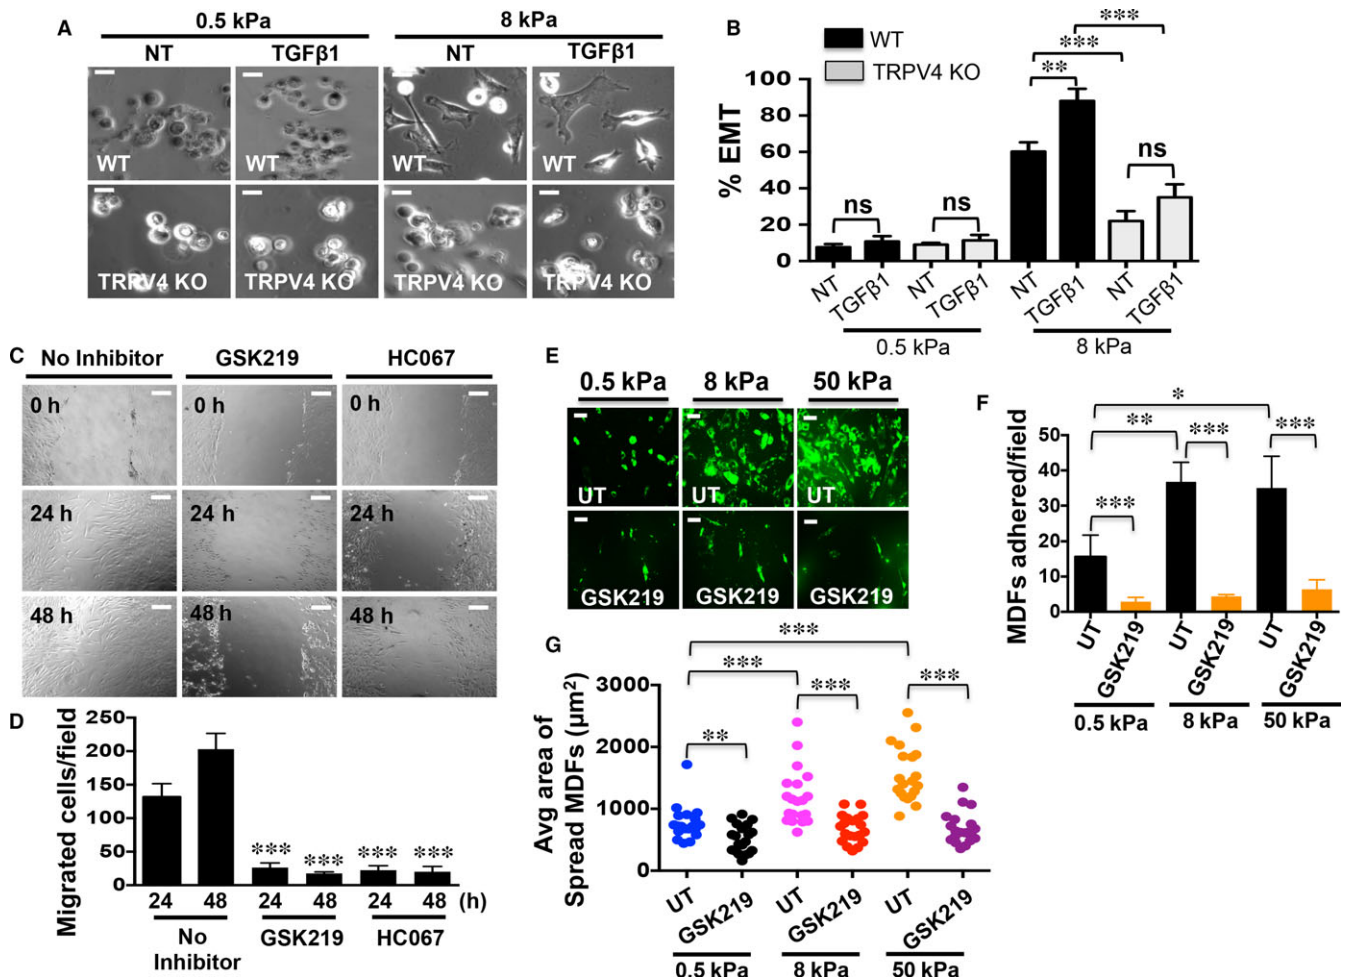 A
0.5 kPa
8 kPa
NT
TGFβ1
NT
TGFβ1
WT
WT
WT
WT
TRPV4 KO
TRPV4 KO
TRPV4 KO
TRPV4 KO
B
WT
TRPV4 KO
% EMT
100
80
60
40
20
0
ns
ns
**
***
***
ns
NT
TGFβ1
NT
TGFβ1
NT
TGFβ1
NT
TGFβ1
0.5 kPa
8 kPa
C
No Inhibitor
GSK219
HC067
0 h
0 h
0 h
24 h
24 h
24 h
48 h
48 h
48 h
D
Migrated cells/field
250
200
150
100
50
0
***
***
***
***
24
48
24
48
24
48
(h)
No
Inhibitor
GSK219
HC067
E
0.5 kPa
8 kPa
50 kPa
UT
UT
UT
GSK219
GSK219
GSK219
F
MDFs adhered/field
50
40
30
20
10
0
*
**
***
***
***
UT
GSK219
UT
GSK219
UT
GSK219
0.5 kPa
8 kPa
50 kPa
G
Avg area of
Spread MDFs (μm²)
3000
2000
1000
0
***
***
***
***
**
UT
GSK219
UT
GSK219
UT
GSK219
0.5 kPa
8 kPa
50 kPa